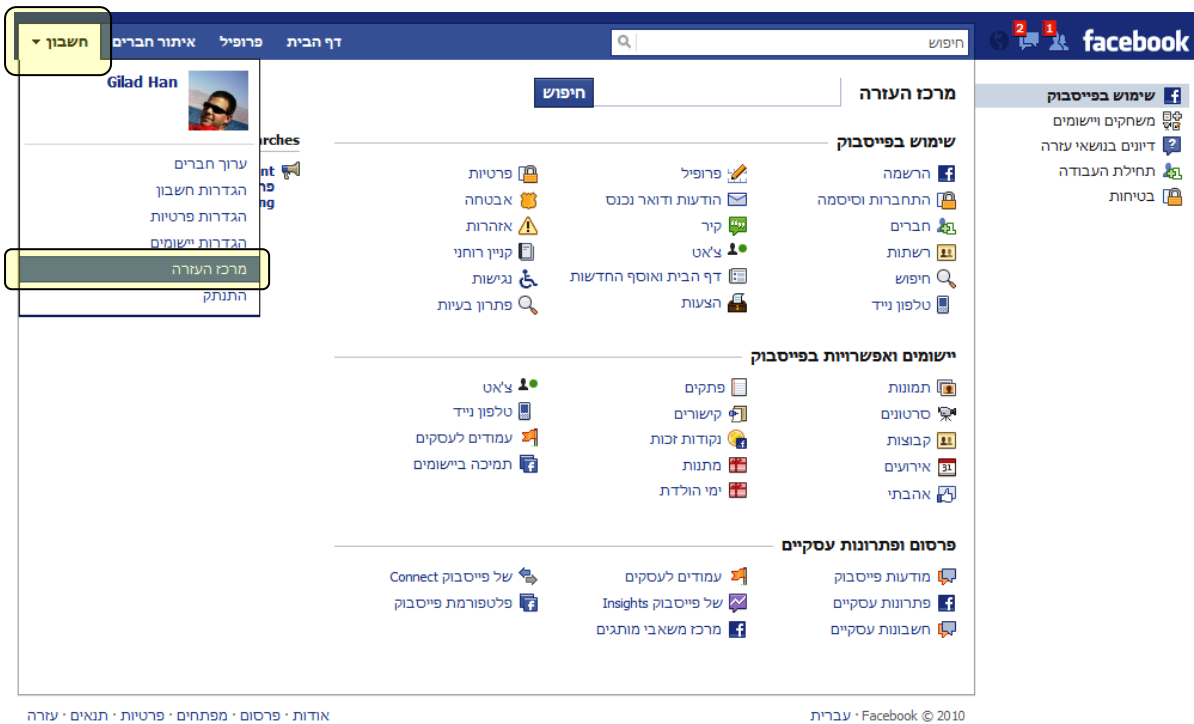 facebook
1
2
חיפוש
דף הבית
פרופיל
איתור חברים
חשבון
שימוש בפייסבוק
משחקים ויישומים
דיונים בנושאי עזרה
תחילת העבודה
בטיחות
מרכז העזרה
חיפוש
שימוש בפייסבוק
הרשמה
התחברות וסיסמה
חברים
רשתות
חיפוש
טלפון נייד
פרופיל
הודעות ודואר נכנס
קיר
צ'אט
דף הבית ואוסף החדשות
הצעות
פרטיות
אבטחה
אזהרות
קניין רוחני
נגישות
פתרון בעיות
יישומים ואפשרויות בפייסבוק
תמונות
סרטונים
קבוצות
אירועים
31
אהבתי
פתקים
קישורים
נקודות זכות
מתנות
ימי הולדת
צ'אט
טלפון נייד
עמודים לעסקים
תמיכה ביישומים
פרסום ופתרונות עסקיים
מודעות פייסבוק
פתרונות עסקיים
חשבונות עסקיים
עמודים לעסקים
Insights של פייסבוק
מרכז משאבי מותגים
Connect של פייסבוק
פלטפורמת פייסבוק
Gilad Han
ערוך חברים
הגדרות חשבון
הגדרות פרטיות
הגדרות יישומים
מרכז העזרה
התנתק
Facebook © 2010 · עברית
אודות · פרסום · מפתחים · פרטיות · תנאים · עזרה